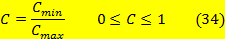 C = C_min / C_max    0 ≤ C ≤ 1    (34)